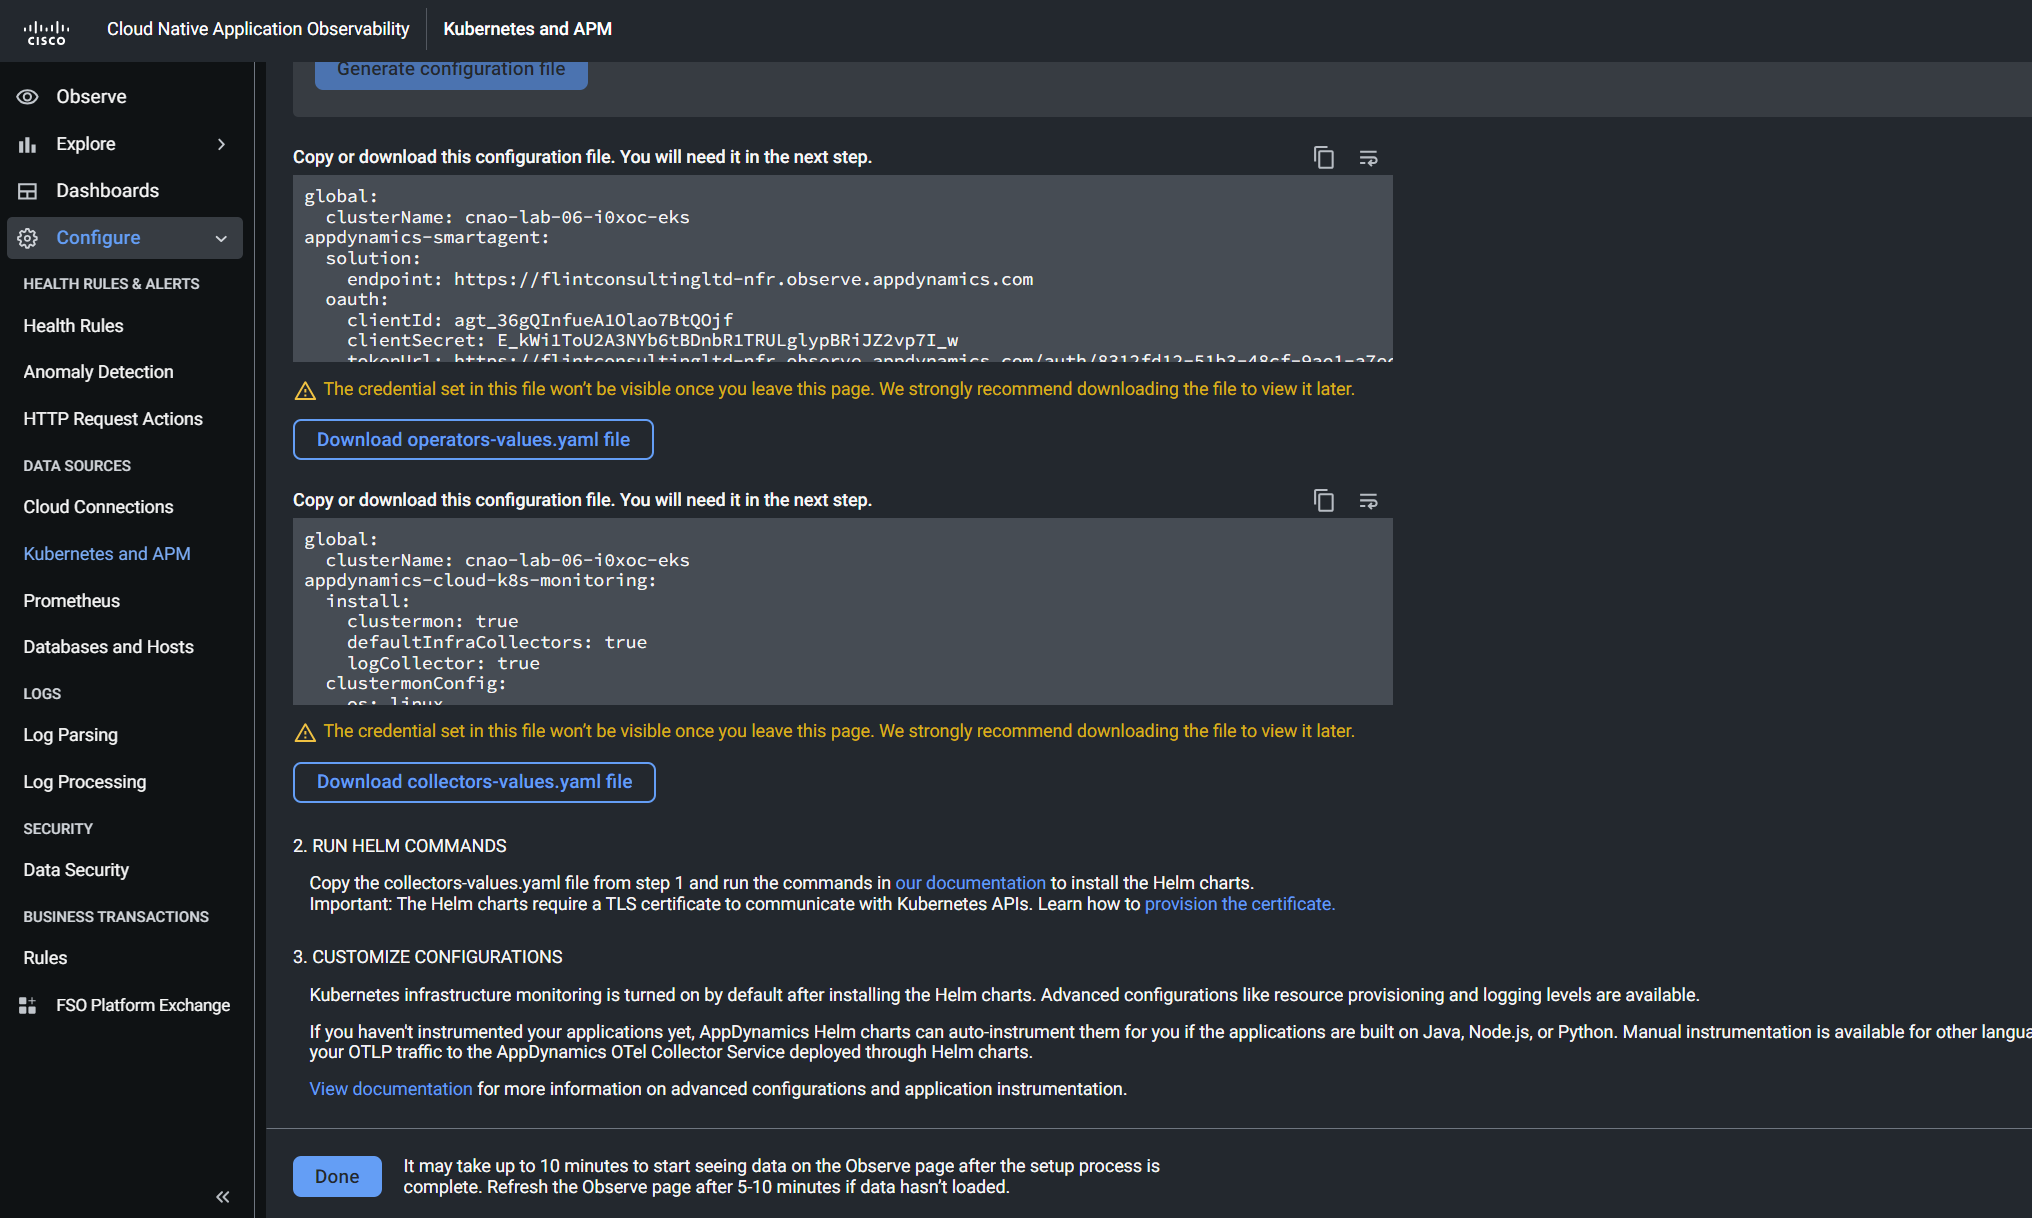 CISCO
Cloud Native Application Observability
Kubernetes and APM
Observe
Explore
Dashboards
Configure
HEALTH RULES & ALERTS
Health Rules
Anomaly Detection
HTTP Request Actions
DATA SOURCES
Cloud Connections
Kubernetes and APM
Prometheus
Databases and Hosts
LOGS
Log Parsing
Log Processing
SECURITY
Data Security
BUSINESS TRANSACTIONS
Rules
FSO Platform Exchange
Generate configuration file
Copy or download this configuration file. You will need it in the next step.
global:
clusterName: cnao-lab-06-i0xoc-eks
appdynamics-smartagent:
solution:
endpoint: https://flintconsultingltd-nfr.observe.appdynamics.com
oauth:
clientId: agt_36gQInfueA1Olao7BtQOjf
clientSecret: E_kWi1ToU2A3NYb6tBDnbR1TRULglypBRiJZ2vp7I_w
tokenUrl: https://flintconsultingltd-nfr.observe.appdynamics.com/auth/8312fd12-51b3-48cf-9ae1-a7ec
The credential set in this file won't be visible once you leave this page. We strongly recommend downloading the file to view it later.
Download operators-values.yaml file
Copy or download this configuration file. You will need it in the next step.
global:
clusterName: cnao-lab-06-i0xoc-eks
appdynamics-cloud-k8s-monitoring:
install:
clustermon: true
defaultInfraCollectors: true
logCollector: true
clustermonConfig:
os: linux
The credential set in this file won't be visible once you leave this page. We strongly recommend downloading the file to view it later.
Download collectors-values.yaml file
2. RUN HELM COMMANDS
Copy the collectors-values.yaml file from step 1 and run the commands in our documentation to install the Helm charts.
Important: The Helm charts require a TLS certificate to communicate with Kubernetes APIs. Learn how to provision the certificate.
3. CUSTOMIZE CONFIGURATIONS
Kubernetes infrastructure monitoring is turned on by default after installing the Helm charts. Advanced configurations like resource provisioning and logging levels are available.
If you haven't instrumented your applications yet, AppDynamics Helm charts can auto-instrument them for you if the applications are built on Java, Node.js, or Python. Manual instrumentation is available for other langua
your OTLP traffic to the AppDynamics OTel Collector Service deployed through Helm charts.
View documentation for more information on advanced configurations and application instrumentation.
Done
It may take up to 10 minutes to start seeing data on the Observe page after the setup process is
complete. Refresh the Observe page after 5-10 minutes if data hasn't loaded.